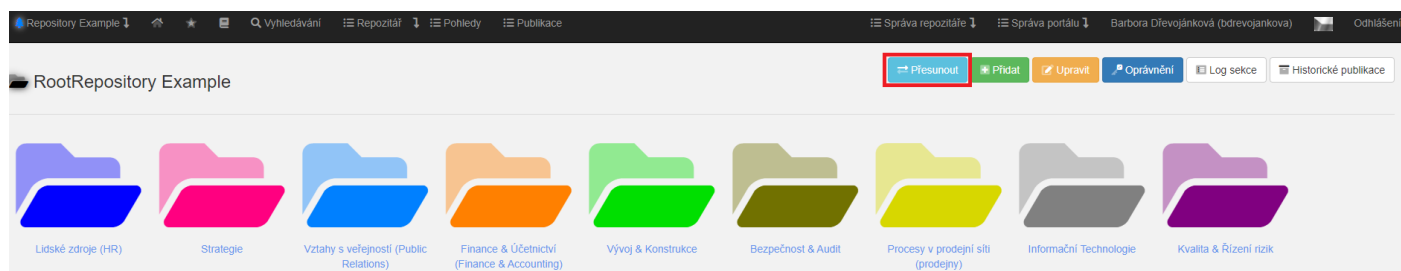 Repository Example Vyhledávání Repozitář Pohledy Publikace Správa repozitáře Správa portálu Barbora Dřevojánková (bdrevojankova) Odhlášení
RootRepository Example Přesunout Přidat Upravit Oprávnění Log sekce Historické publikace
Lidské zdroje (HR) Strategie Vztahy s veřejností (Public Finance & Účetnictví Vývoj & Konstrukce Bezpečnost & Audit Procesy v prodejní síti Informační Technologie Kvalita & Řízení rizik
Relations) (Finance & Accounting) (prodejny)